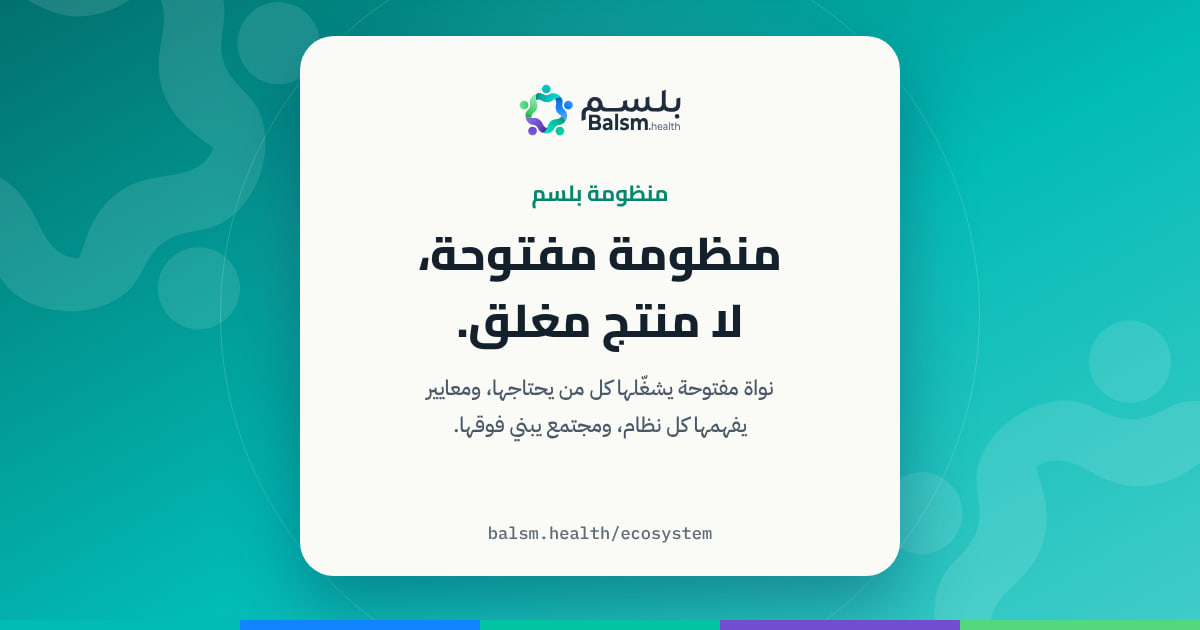 بلسم
Balsm.health
منظومة بلسم
منظومة مفتوحة،
لا منتج مغلق.
نواة مفتوحة يشغّلها كل من يحتاجها، ومعايير
يفهمها كل نظام، ومجتمع يبني فوقها.
balsm.health/ecosystem